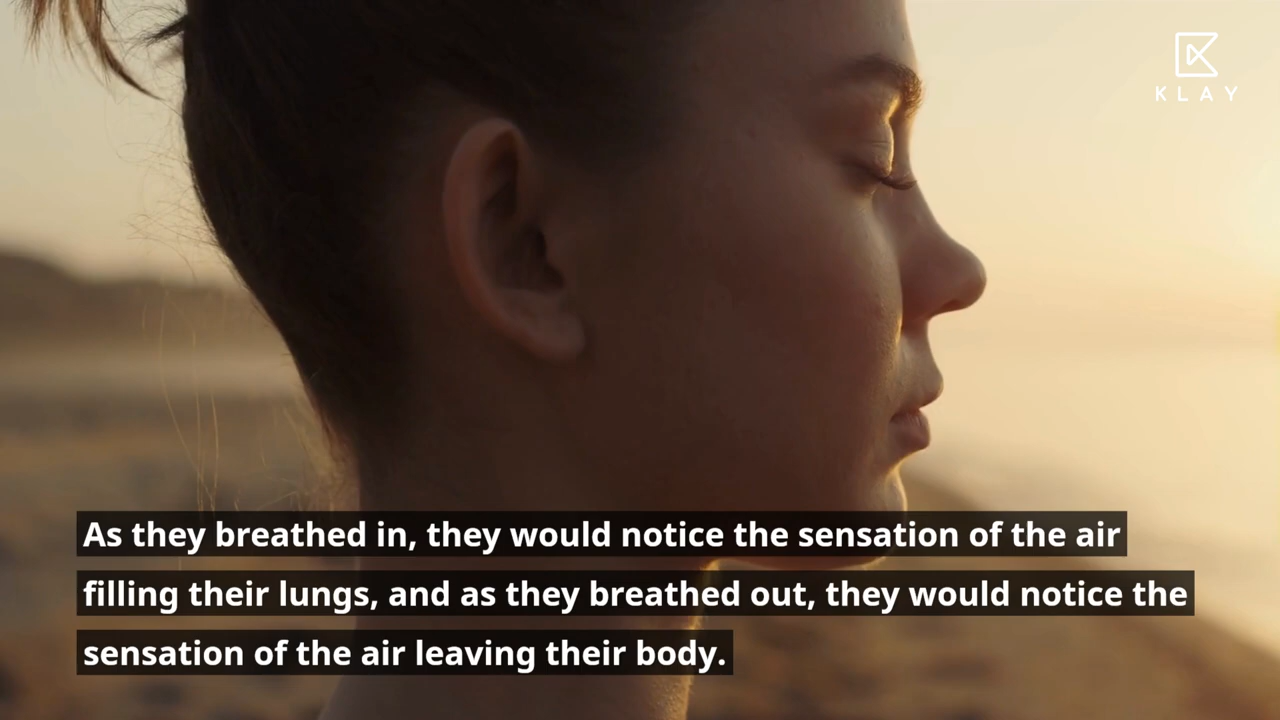 KLAY
As they breathed in, they would notice the sensation of the air
filling their lungs, and as they breathed out, they would notice the
sensation of the air leaving their body.